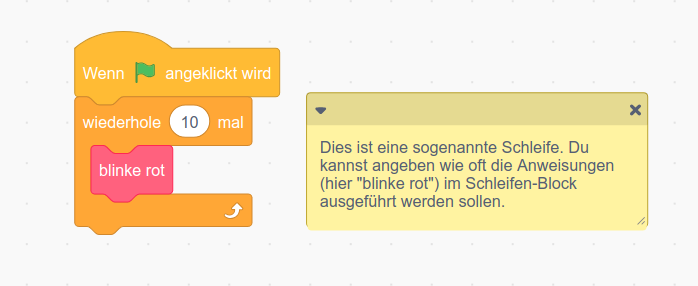 Wenn angeklickt wird
wiederhole 10 mal
blinke rot
Dies ist eine sogenannte Schleife. Du
kannst angeben wie oft die Anweisungen
(hier "blinke rot") im Schleifen-Block
ausgeführt werden sollen.